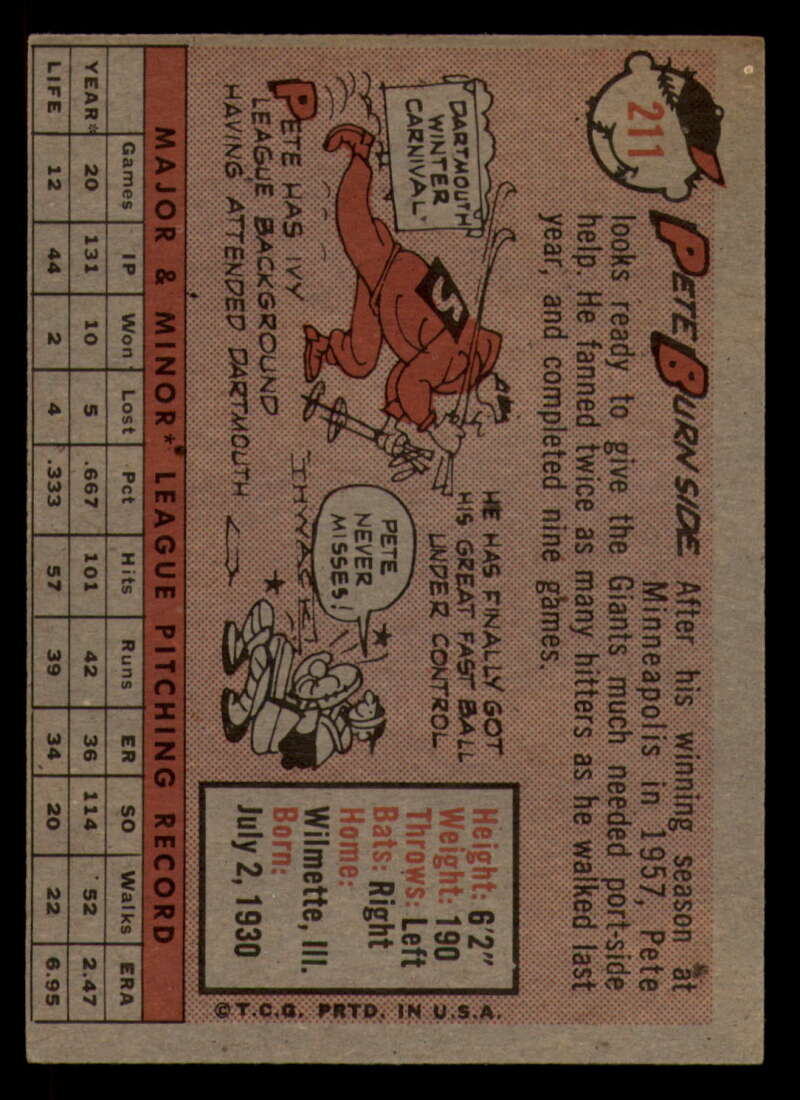 211
PETE BURNSIDE
After his winning season at
Minneapolis in 1957, Pete
looks ready to give the Giants much needed port-side
help. He fanned twice as many hitters as he walked last
year, and completed nine games.
DARTMOUTH
WINTER
CARNIVAL
S
PETE HAS IVY
LEAGUE BACKGROUND
HAVING ATTENDED DARTMOUTH
HE HAS FINALLY GOT
HIS GREAT FAST BALL
UNDER CONTROL
PETE
NEVER
MISSES!
THWACK!
Height: 6'2"
Weight: 190
Throws: Left
Bats: Right
Home:
Wilmette, Ill.
Born:
July 2, 1930
©T.C.G. PRTD. IN U.S.A.
MAJOR & MINOR* LEAGUE PITCHING RECORD
Games IP Won Lost Pct Hits Runs ER SO Walks ERA
YEAR* 20 131 10 5 .667 101 42 36 114 52 2.47
LIFE 12 44 2 4 .333 57 39 34 20 22 6.95